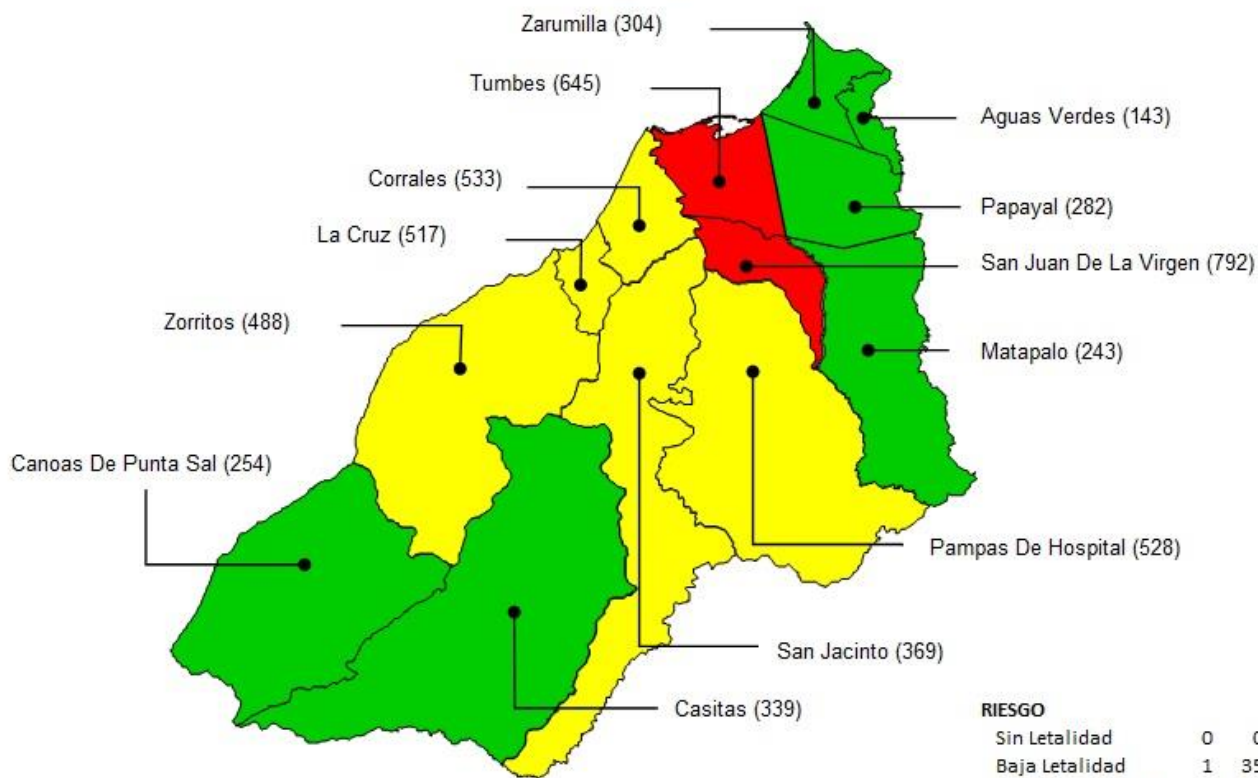 Zarumilla (304)
Tumbes (645)
Aguas Verdes (143)
Corrales (533)
Papayal (282)
La Cruz (517)
San Juan De La Virgen (792)
Zorritos (488)
Matapalo (243)
Canoas De Punta Sal (254)
Pampas De Hospital (528)
San Jacinto (369)
Casitas (339)
RIESGO
Sin Letalidad 0
Baja Letalidad 1